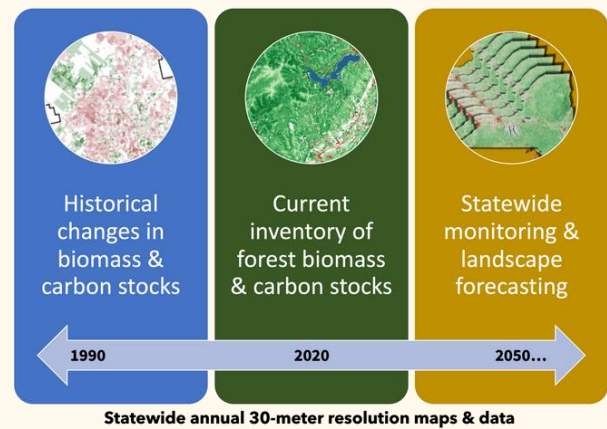 Historical
changes in
biomass &
carbon stocks
Current
inventory of
forest biomass
& carbon stocks
Statewide
monitoring &
landscape
forecasting
1990
2020
2050...
Statewide annual 30-meter resolution maps & data